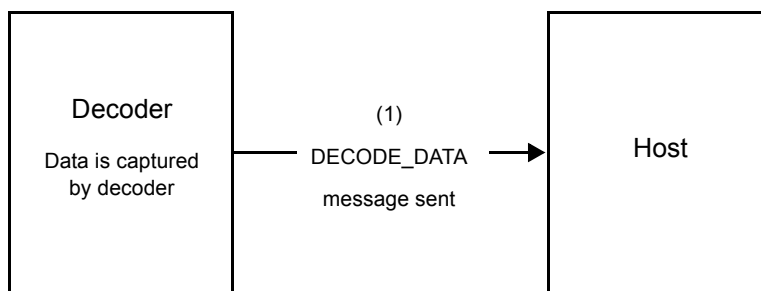 Decoder
Data is captured
by decoder
(1)
DECODE_DATA
message sent
Host